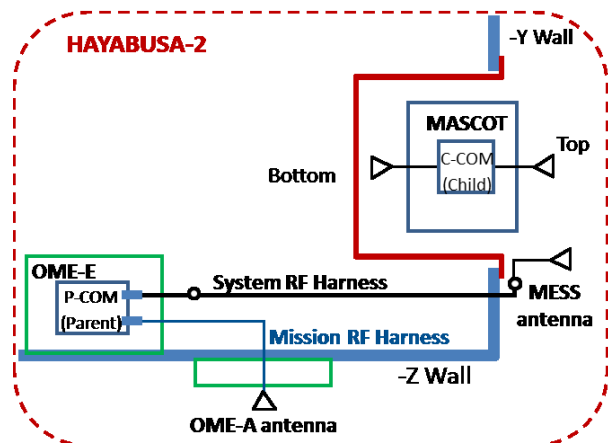 HAYABUSA-2
-Y Wall
MASCOT
C-COM
(Child)
Top
Bottom
OME-E
P-COM
(Parent)
System RF Harness
MESS
antenna
Mission RF Harness
-Z Wall
OME-A antenna